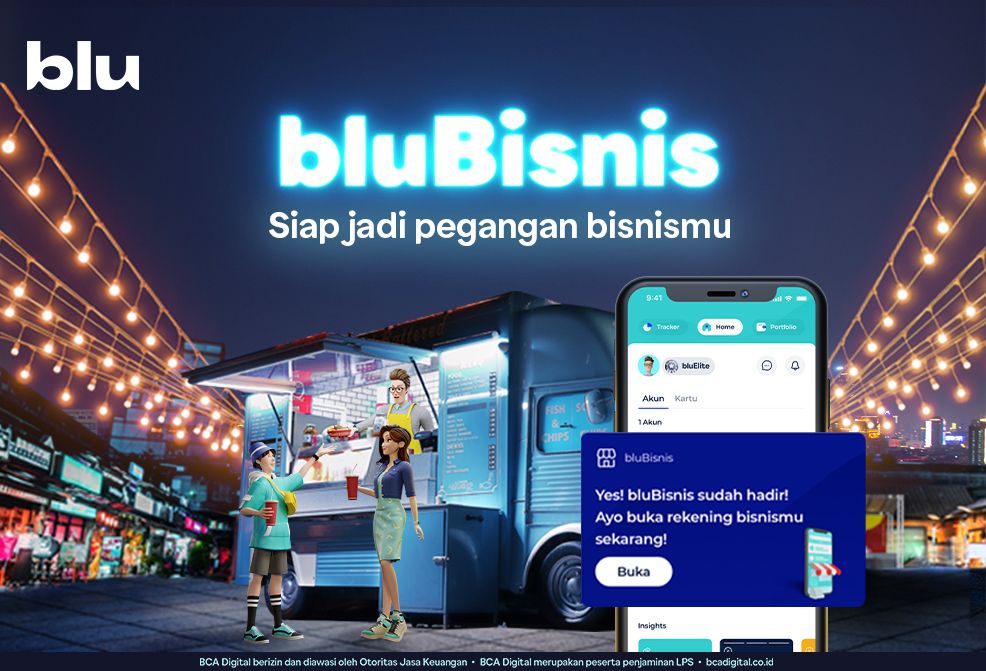 blu
bluBisnis
Siap jadi pegangan bisnismu
9:41
Tracker
Home
Portfolio
bluElite
Akun
Kartu
1 Akun
bluBisnis
Yes! bluBisnis sudah hadir!
Ayo buka rekening bisnismu
sekarang!
Buka
Insights
FISH
&
CHIPS
BCA Digital berizin dan diawasi oleh Otoritas Jasa Keuangan • BCA Digital merupakan peserta penjaminan LPS • bcadigital.co.id